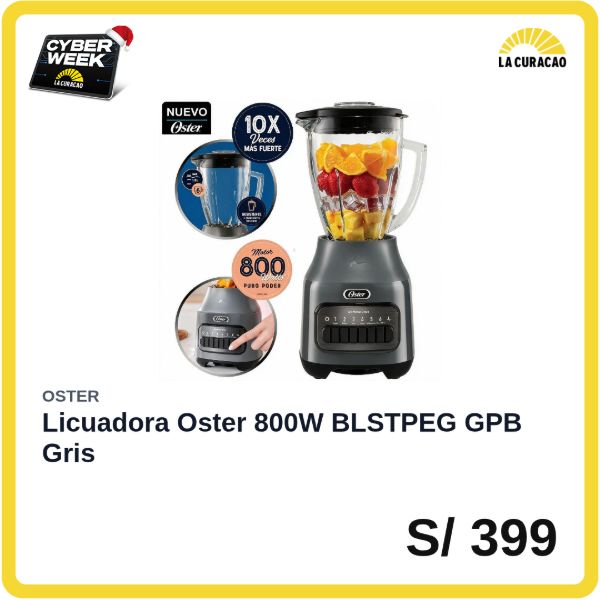 CYBER
WEEK
LA CURACAO
LA CURACAO
NUEVO
Oster
10X
Veces
MÁS FUERTE
Motor
800
Watts
PURO PODER
Oster
OSTER
Licuadora Oster 800W BLSTPEG GPB
Gris
S/ 399